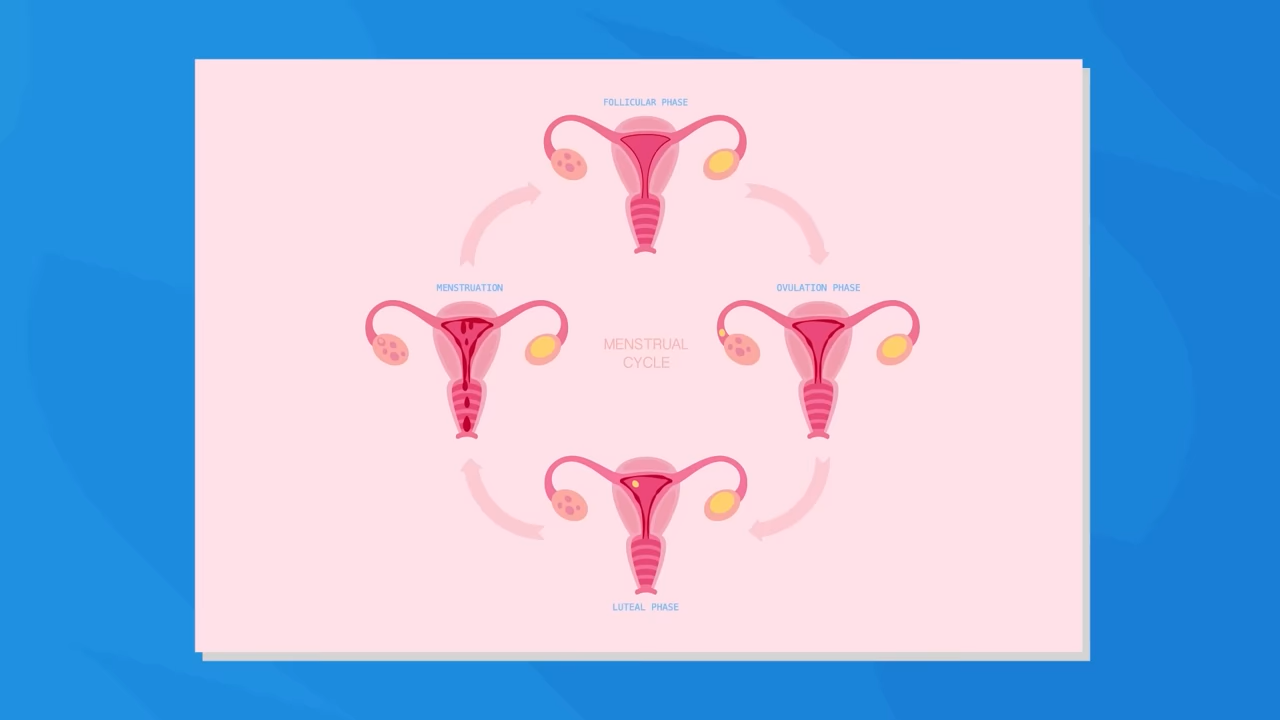 FOLLICULAR PHASE
MENSTRUATION
OVULATION PHASE
MENSTRUAL
CYCLE
LUTEAL PHASE